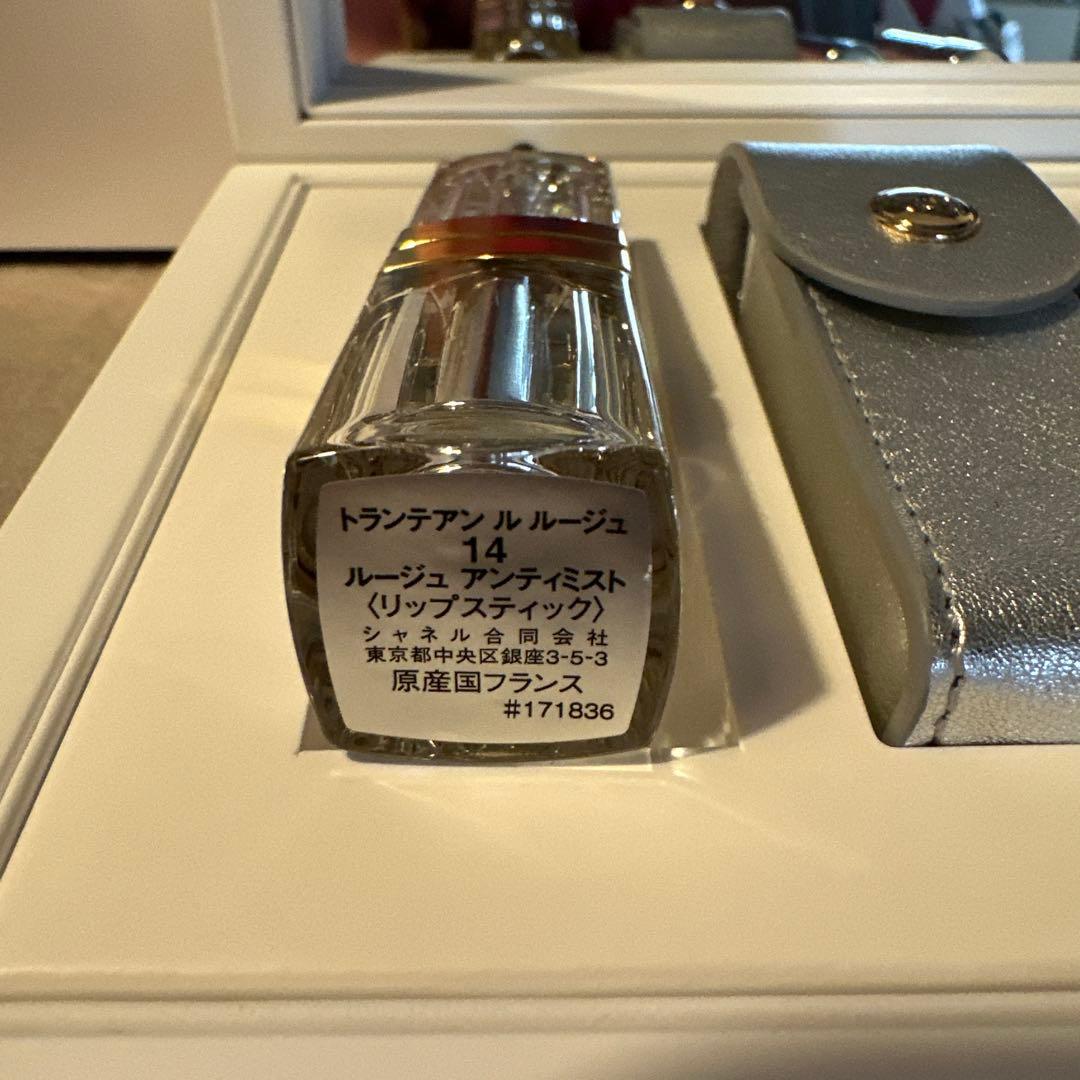 トランテアン ル ルージュ
14
ルージュ アンティミスト
〈リップスティック〉
シャネル合同会社
東京都中央区銀座3-5-3
原産国フランス
#171836